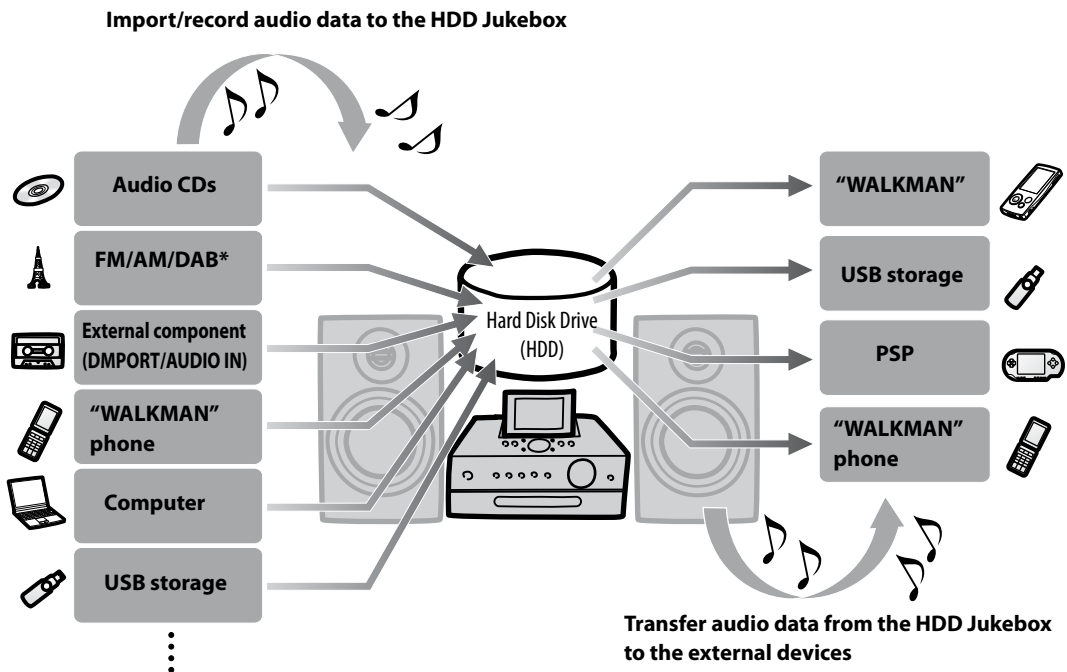 Import/record audio data to the HDD Jukebox
Audio CDs
FM/AM/DAB*
External component
(DMPORT/AUDIO IN)
“WALKMAN”
phone
Computer
USB storage
Hard Disk Drive
(HDD)
“WALKMAN”
USB storage
PSP
“WALKMAN”
phone
Transfer audio data from the HDD Jukebox
to the external devices